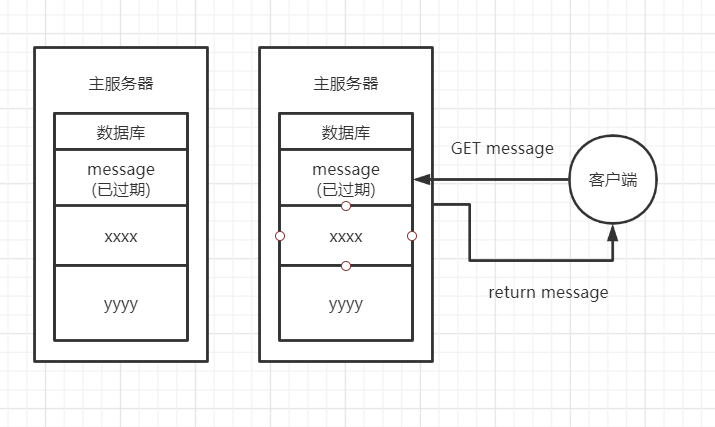 主服务器
数据库
message
(已过期)
xxxx
yyyy
主服务器
数据库
message
(已过期)
xxxx
yyyy
GET message
客户端
return message